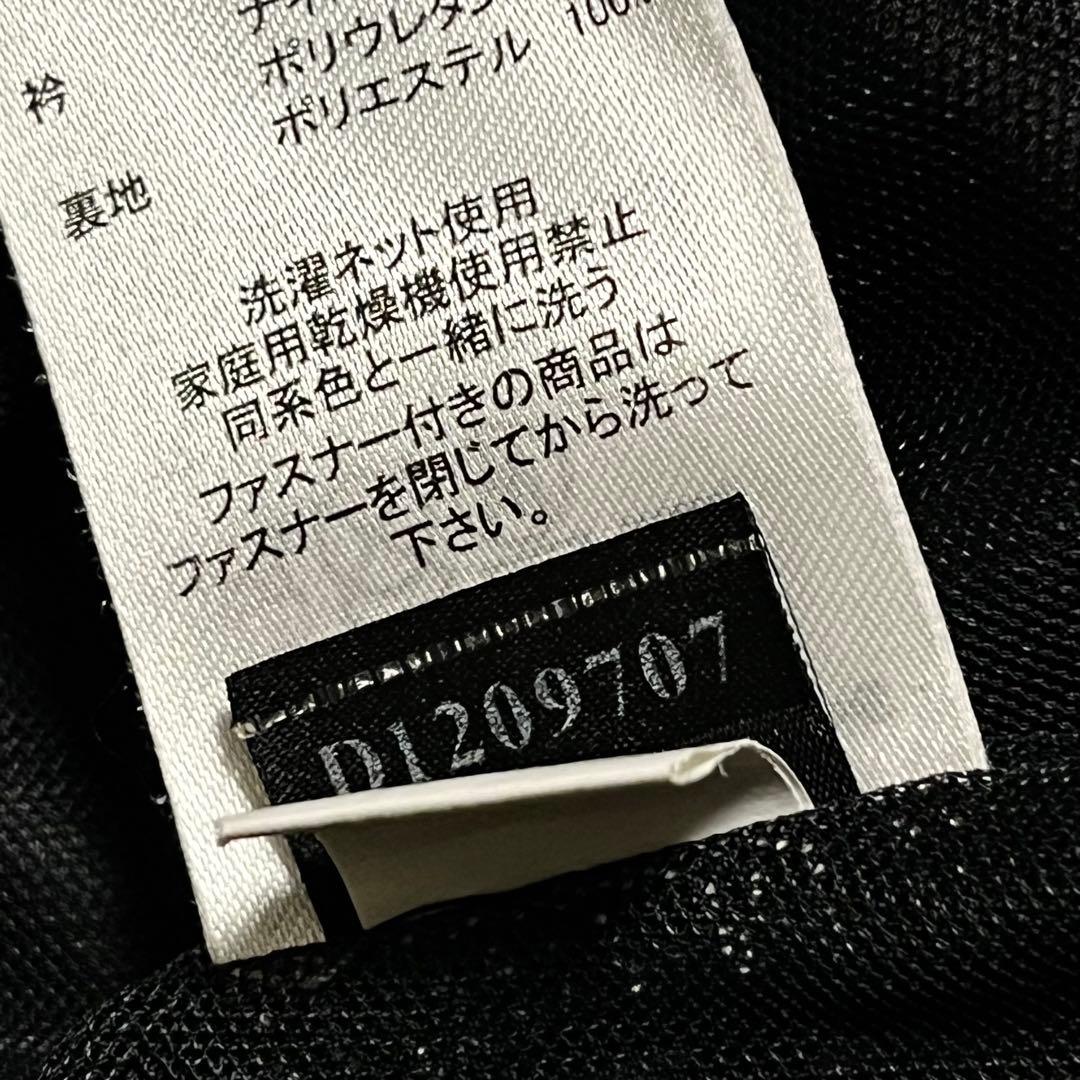 衿
ポリウレタン
ポリエステル 100%
裏地
洗濯ネット使用
家庭用乾燥機使用禁止
同系色と一緒に洗う
ファスナー付きの商品は
ファスナーを閉じてから洗って
下さい。
D1209707